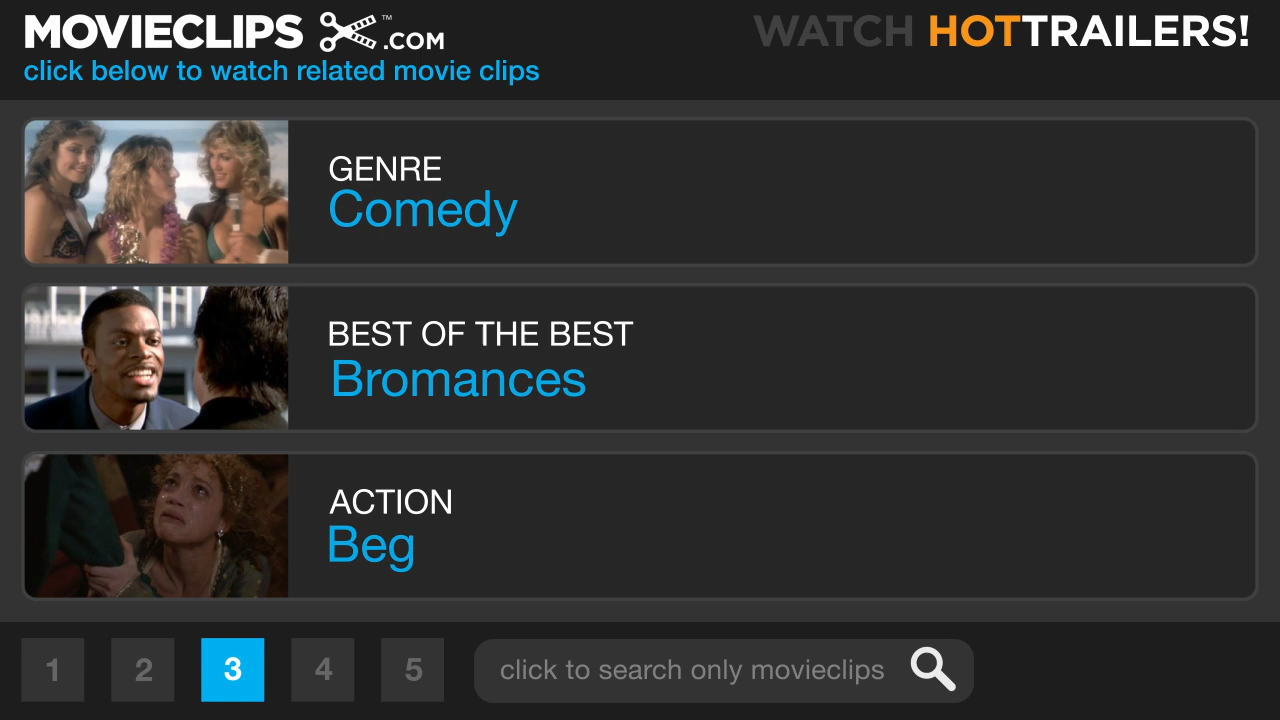 MOVIECLIPS ™ .COM
WATCH HOTTRAILERS!
click below to watch related movie clips
GENRE
Comedy
BEST OF THE BEST
Bromances
ACTION
Beg
1 2 3 4 5 click to search only movieclips